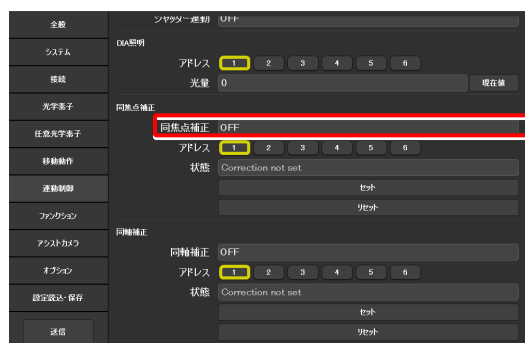 全般
システム
接続
光学素子
任意光学素子
移動動作
連動制御
ファンクション
アシストカメラ
オプション
設定読込・保存
送信
シャッター連動 OFF
DIA照明
アドレス 1 2 3 4 5 6
光量 0 現在値
同焦点補正
同焦点補正 OFF
アドレス 1 2 3 4 5 6
状態 Correction not set
セット
リセット
同軸補正
同軸補正 OFF
アドレス 1 2 3 4 5 6
状態 Correction not set
セット
リセット